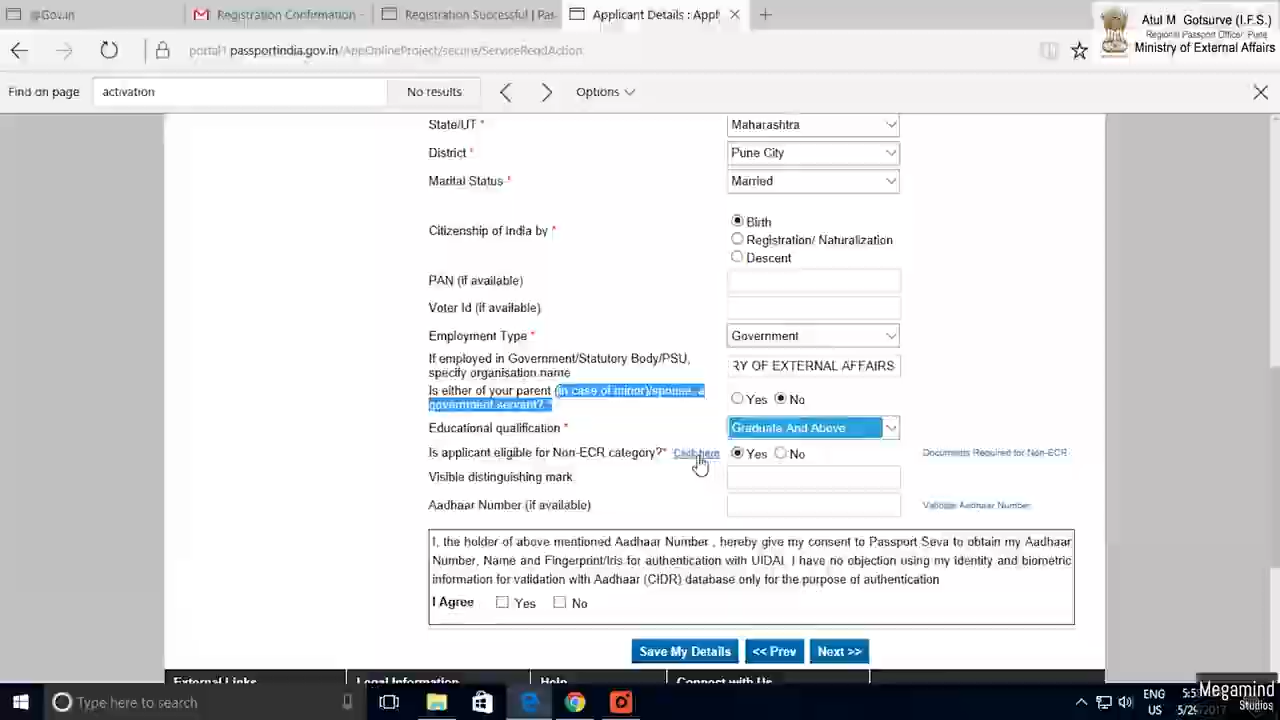 @Gov.in
Registration Confirmation -
Registration Successful | Pas
Applicant Details : Appl
Atul M Gotsurve (I.F.S.)
Regional Passport Officer, Pune
Ministry of External Affairs
portal1.passportindia.gov.in/AppOnlineProject/secure/ServiceReqdAction
Find on page
activation
No results
Options
State/UT *
Maharashtra
District *
Pune City
Marital Status *
Married
Citizenship of India by *
Birth
Registration/ Naturalization
Descent
PAN (if available)
Voter Id (if available)
Employment Type *
Government
If employed in Government/Statutory Body/PSU,
specify organisation name
RY OF EXTERNAL AFFAIRS
Is either of your parent (in case of minor)/spouse, a
government servant? *
Yes No
Educational qualification *
Graduate And Above
Is applicant eligible for Non-ECR category?* Click here
Yes No
Documents Required for Non-ECR
Visible distinguishing mark
Aadhaar Number (if available)
Validate Aadhaar Number
I, the holder of above mentioned Aadhaar Number , hereby give my consent to Passport Seva to obtain my Aadhaar
Number, Name and Fingerprint/Iris for authentication with UIDAI. I have no objection using my identity and biometric
information for validation with Aadhaar (CIDR) database only for the purpose of authentication
I Agree Yes No
Save My Details
<< Prev
Next >>
External Links
Legal Information
Help
Connect with Us
Type here to search
ENG
US
Megamind
Studios